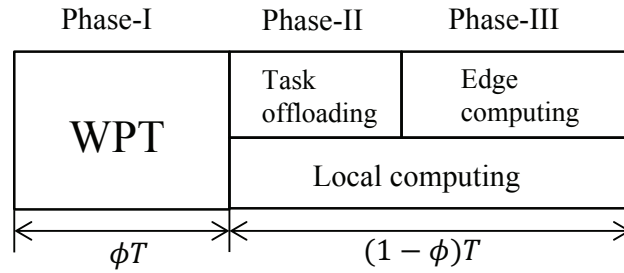 Phase-I Phase-II Phase-III
WPT
Task
offloading
Edge
computing
Local computing
ϕT (1 − ϕ)T